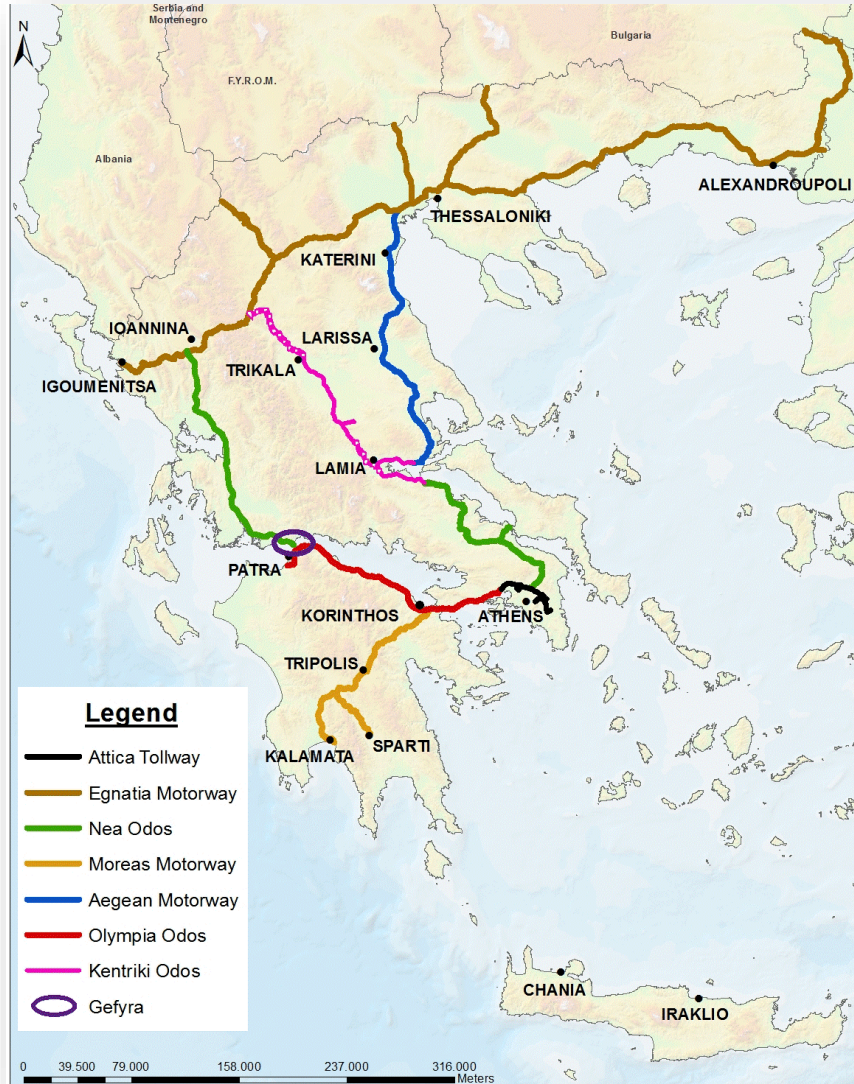 Serbia and
Montenegro
N
Bulgaria
F.Y.R.O.M.
Albania
ALEXANDROUPOLI
THESSALONIKI
KATERINI
IOANNINA
LARISSA
TRIKALA
IGOUMENITSA
LAMIA
PATRA
KORINTHOS
ATHENS
TRIPOLIS
SPARTI
KALAMATA
Legend
Attica Tollway
Egnatia Motorway
Nea Odos
Moreas Motorway
Aegean Motorway
Olympia Odos
Kentriki Odos
Gefyra
CHANIA
IRAKLIO
0 39.500 79.000 158.000 237.000 316.000
Meters